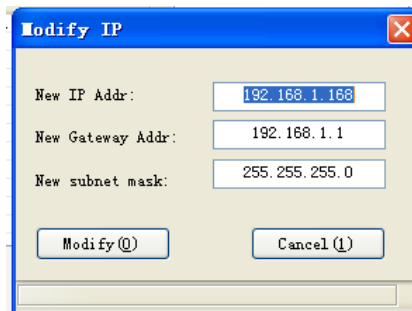 Modify IP
New IP Addr: 192.168.1.168
New Gateway Addr: 192.168.1.1
New subnet mask: 255.255.255.0
Modify(O) Cancel(1)